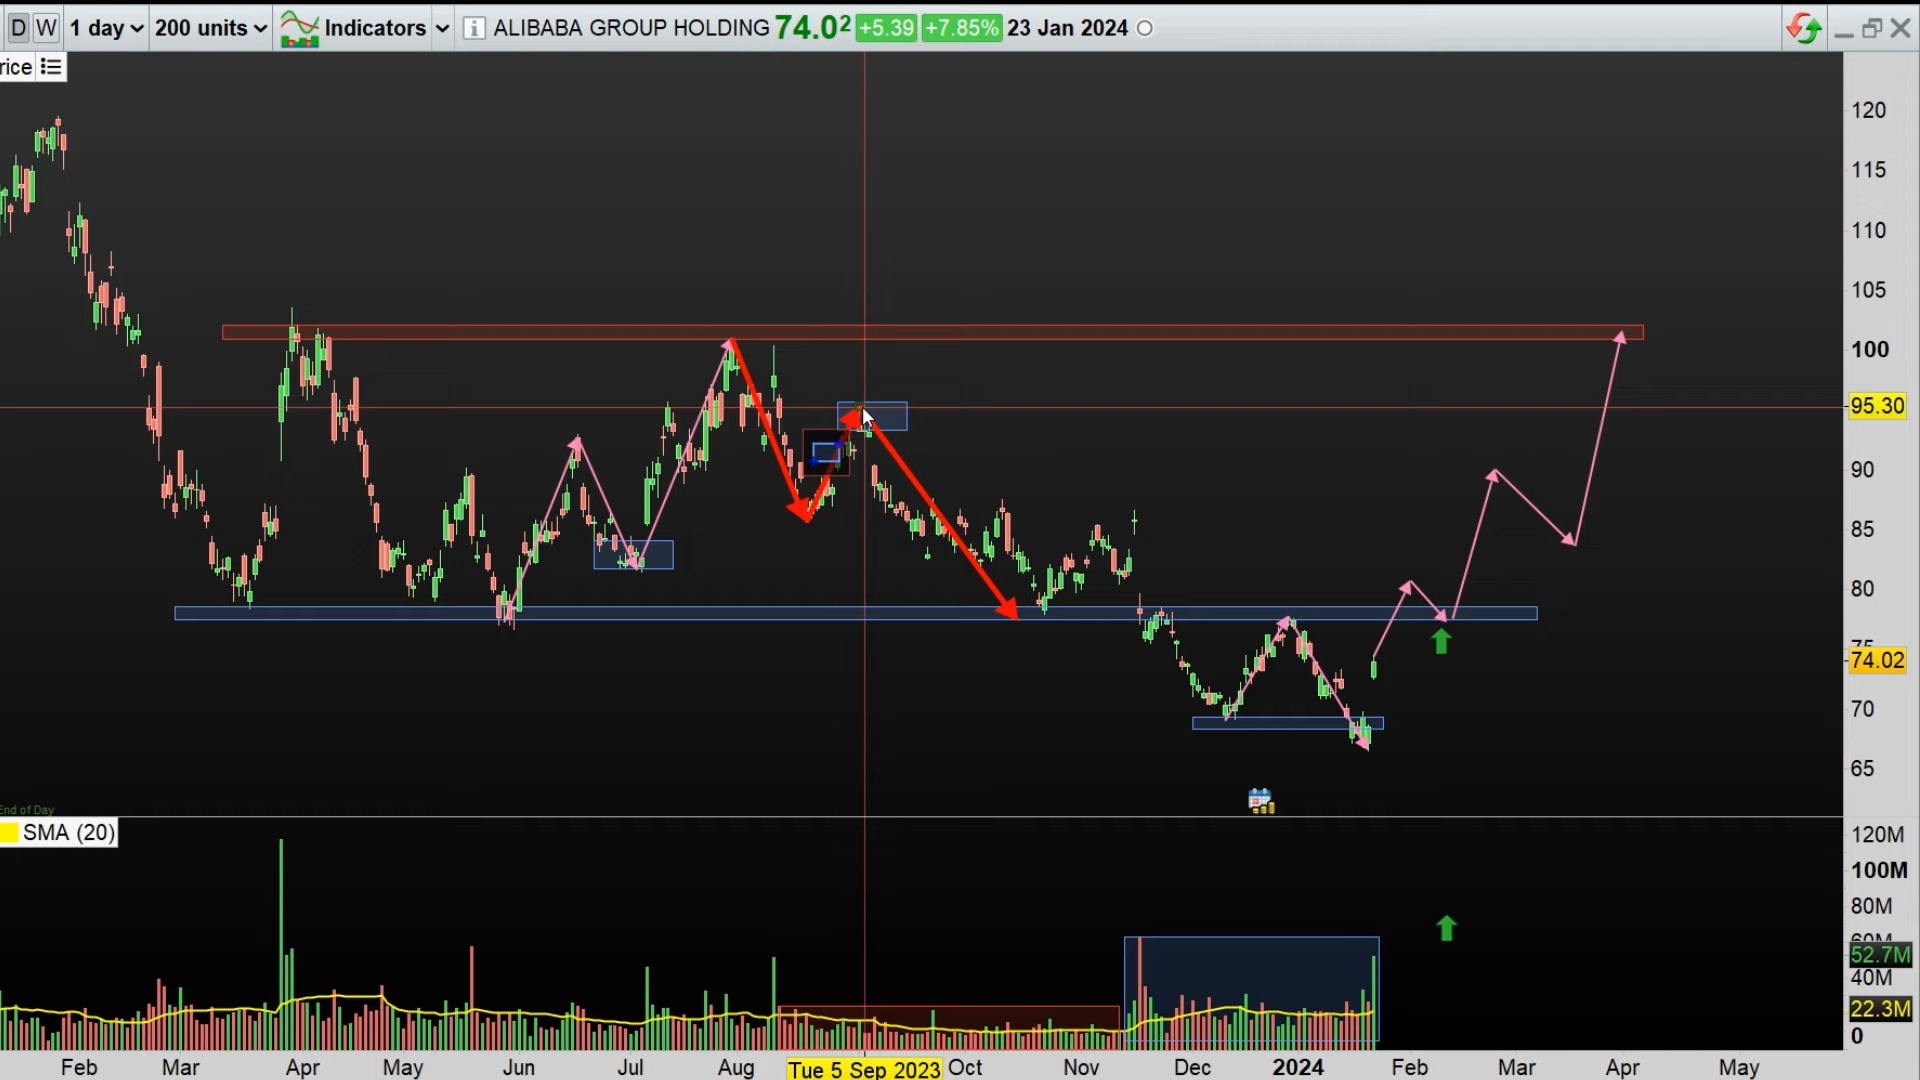 D W 1 day 200 units Indicators i ALIBABA GROUP HOLDING 74.02 +5.39 +7.85% 23 Jan 2024
rice
120
115
110
105
100
95.30
90
85
80
75
74.02
70
65
End of Day
SMA (20)
120M
100M
80M
60M
52.7M
40M
22.3M
0
Feb Mar Apr May Jun Jul Aug Tue 5 Sep 2023 Oct Nov Dec 2024 Feb Mar Apr May